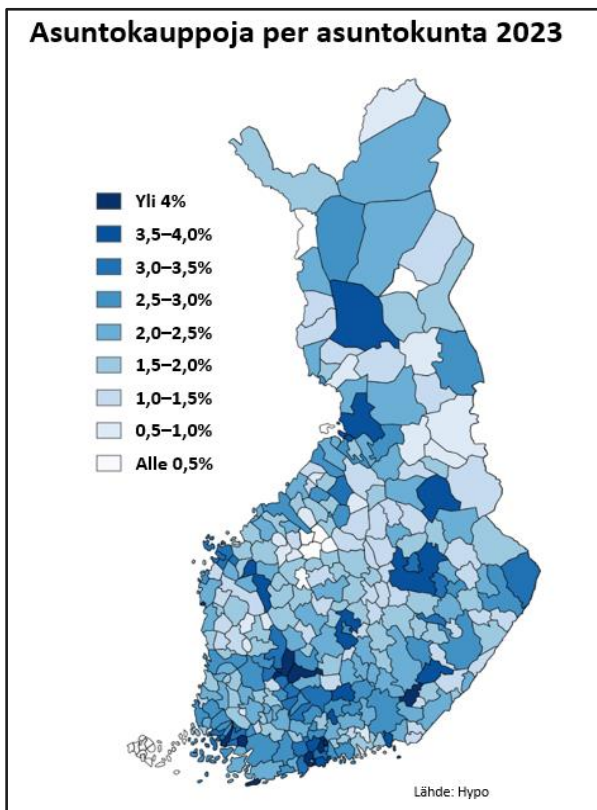 Asuntokauppoja per asuntokunta 2023
Yli 4%
3,5–4,0%
3,0–3,5%
2,5–3,0%
2,0–2,5%
1,5–2,0%
1,0–1,5%
0,5–1,0%
Alle 0,5%
Lähde: Hypo